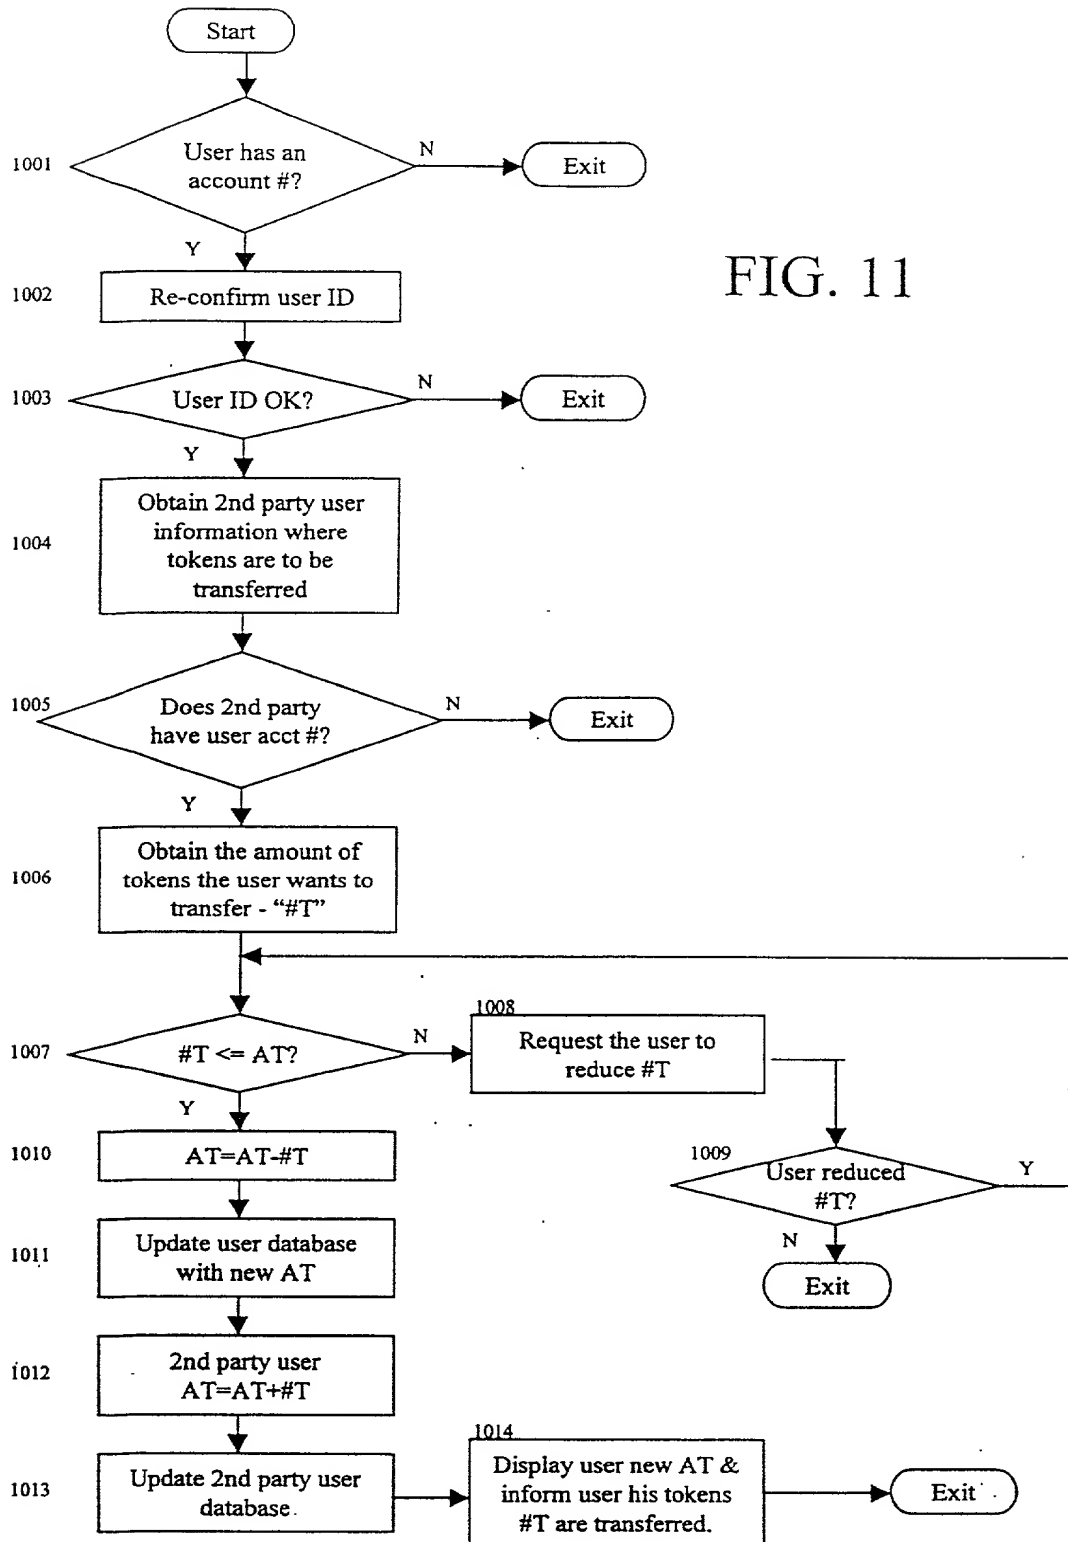 Start
1001
User has an
account #?
N
Exit
Y
FIG. 11
1002
Re-confirm user ID
1003
User ID OK?
N
Exit
Y
1004
Obtain 2nd party user
information where
tokens are to be
transferred
1005
Does 2nd party
have user acct #?
N
Exit
Y
1006
Obtain the amount of
tokens the user wants to
transfer - “#T”
1007
#T <= AT?
N
1008
Request the user to
reduce #T
Y
1009
User reduced
#T?
Y
N
Exit
1010
AT=AT-#T
1011
Update user database
with new AT
1012
2nd party user
AT=AT+#T
1013
Update 2nd party user
database
1014
Display user new AT &
inform user his tokens
#T are transferred.
Exit